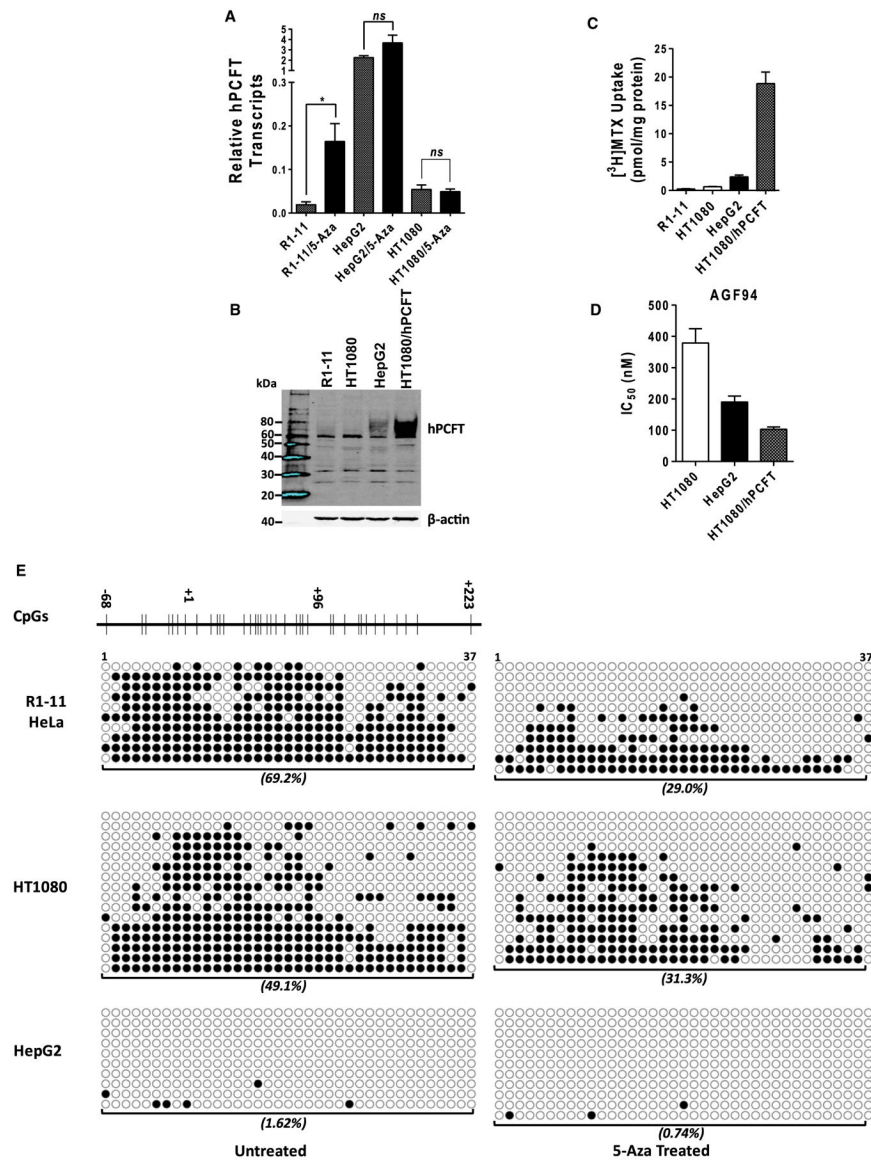 A
Relative hPCFT
Transcripts
5
4
3
2
1
0.3
0.2
0.1
0.0
*
ns
ns
R1-11
R1-11/5-Aza
HepG2
HepG2/5-Aza
HT1080
HT1080/5-Aza
C
[³H]MTX Uptake
(pmol/mg protein)
25
20
15
10
5
0
R1-11
HT1080
HepG2
HT1080/hPCFT
B
R1-11
HT1080
HepG2
HT1080/hPCFT
kDa
80
60
50
40
30
20
hPCFT
40
β-actin
D
AGF94
IC₅₀ (nM)
500
400
300
200
100
0
HT1080
HepG2
HT1080/hPCFT
E
-68
+1
+96
+223
CpGs
1
37
1
37
R1-11
HeLa
(69.2%)
(29.0%)
HT1080
(49.1%)
(31.3%)
HepG2
(1.62%)
(0.74%)
Untreated
5-Aza Treated